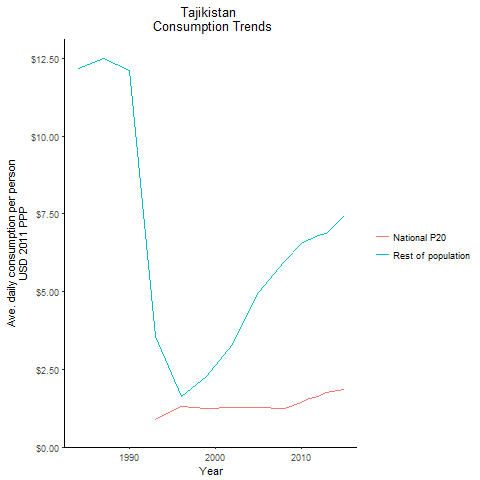 Tajikistan
Consumption Trends
Ave. daily consumption per person
USD 2011 PPP
$12.50
$10.00
$7.50
$5.00
$2.50
$0.00
1990
2000
2010
Year
National P20
Rest of population